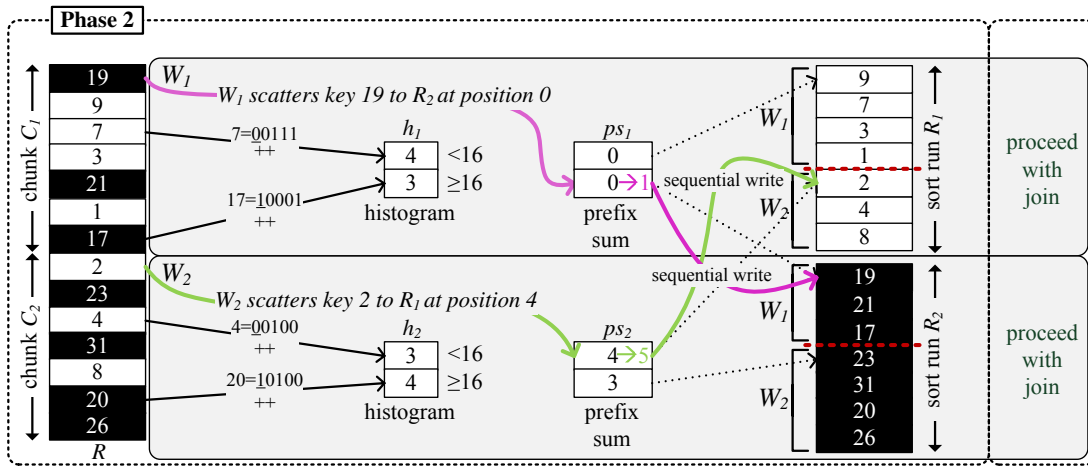 Phase 2
chunk C1
19
9
7
3
21
1
17
chunk C2
2
23
4
31
8
20
26
R
W1
W1 scatters key 19 to R2 at position 0
7=00111
++
17=10001
++
h1
4 <16
3 ≥16
histogram
ps1
0
0→1
prefix
sum
sequential write
W1
W2
9
7
3
1
2
4
8
sort run R1
proceed
with
join
W2
W2 scatters key 2 to R1 at position 4
4=00100
++
20=10100
++
h2
3 <16
4 ≥16
histogram
ps2
4→5
3
prefix
sum
sequential write
W1
W2
19
21
17
23
31
20
26
sort run R2
proceed
with
join